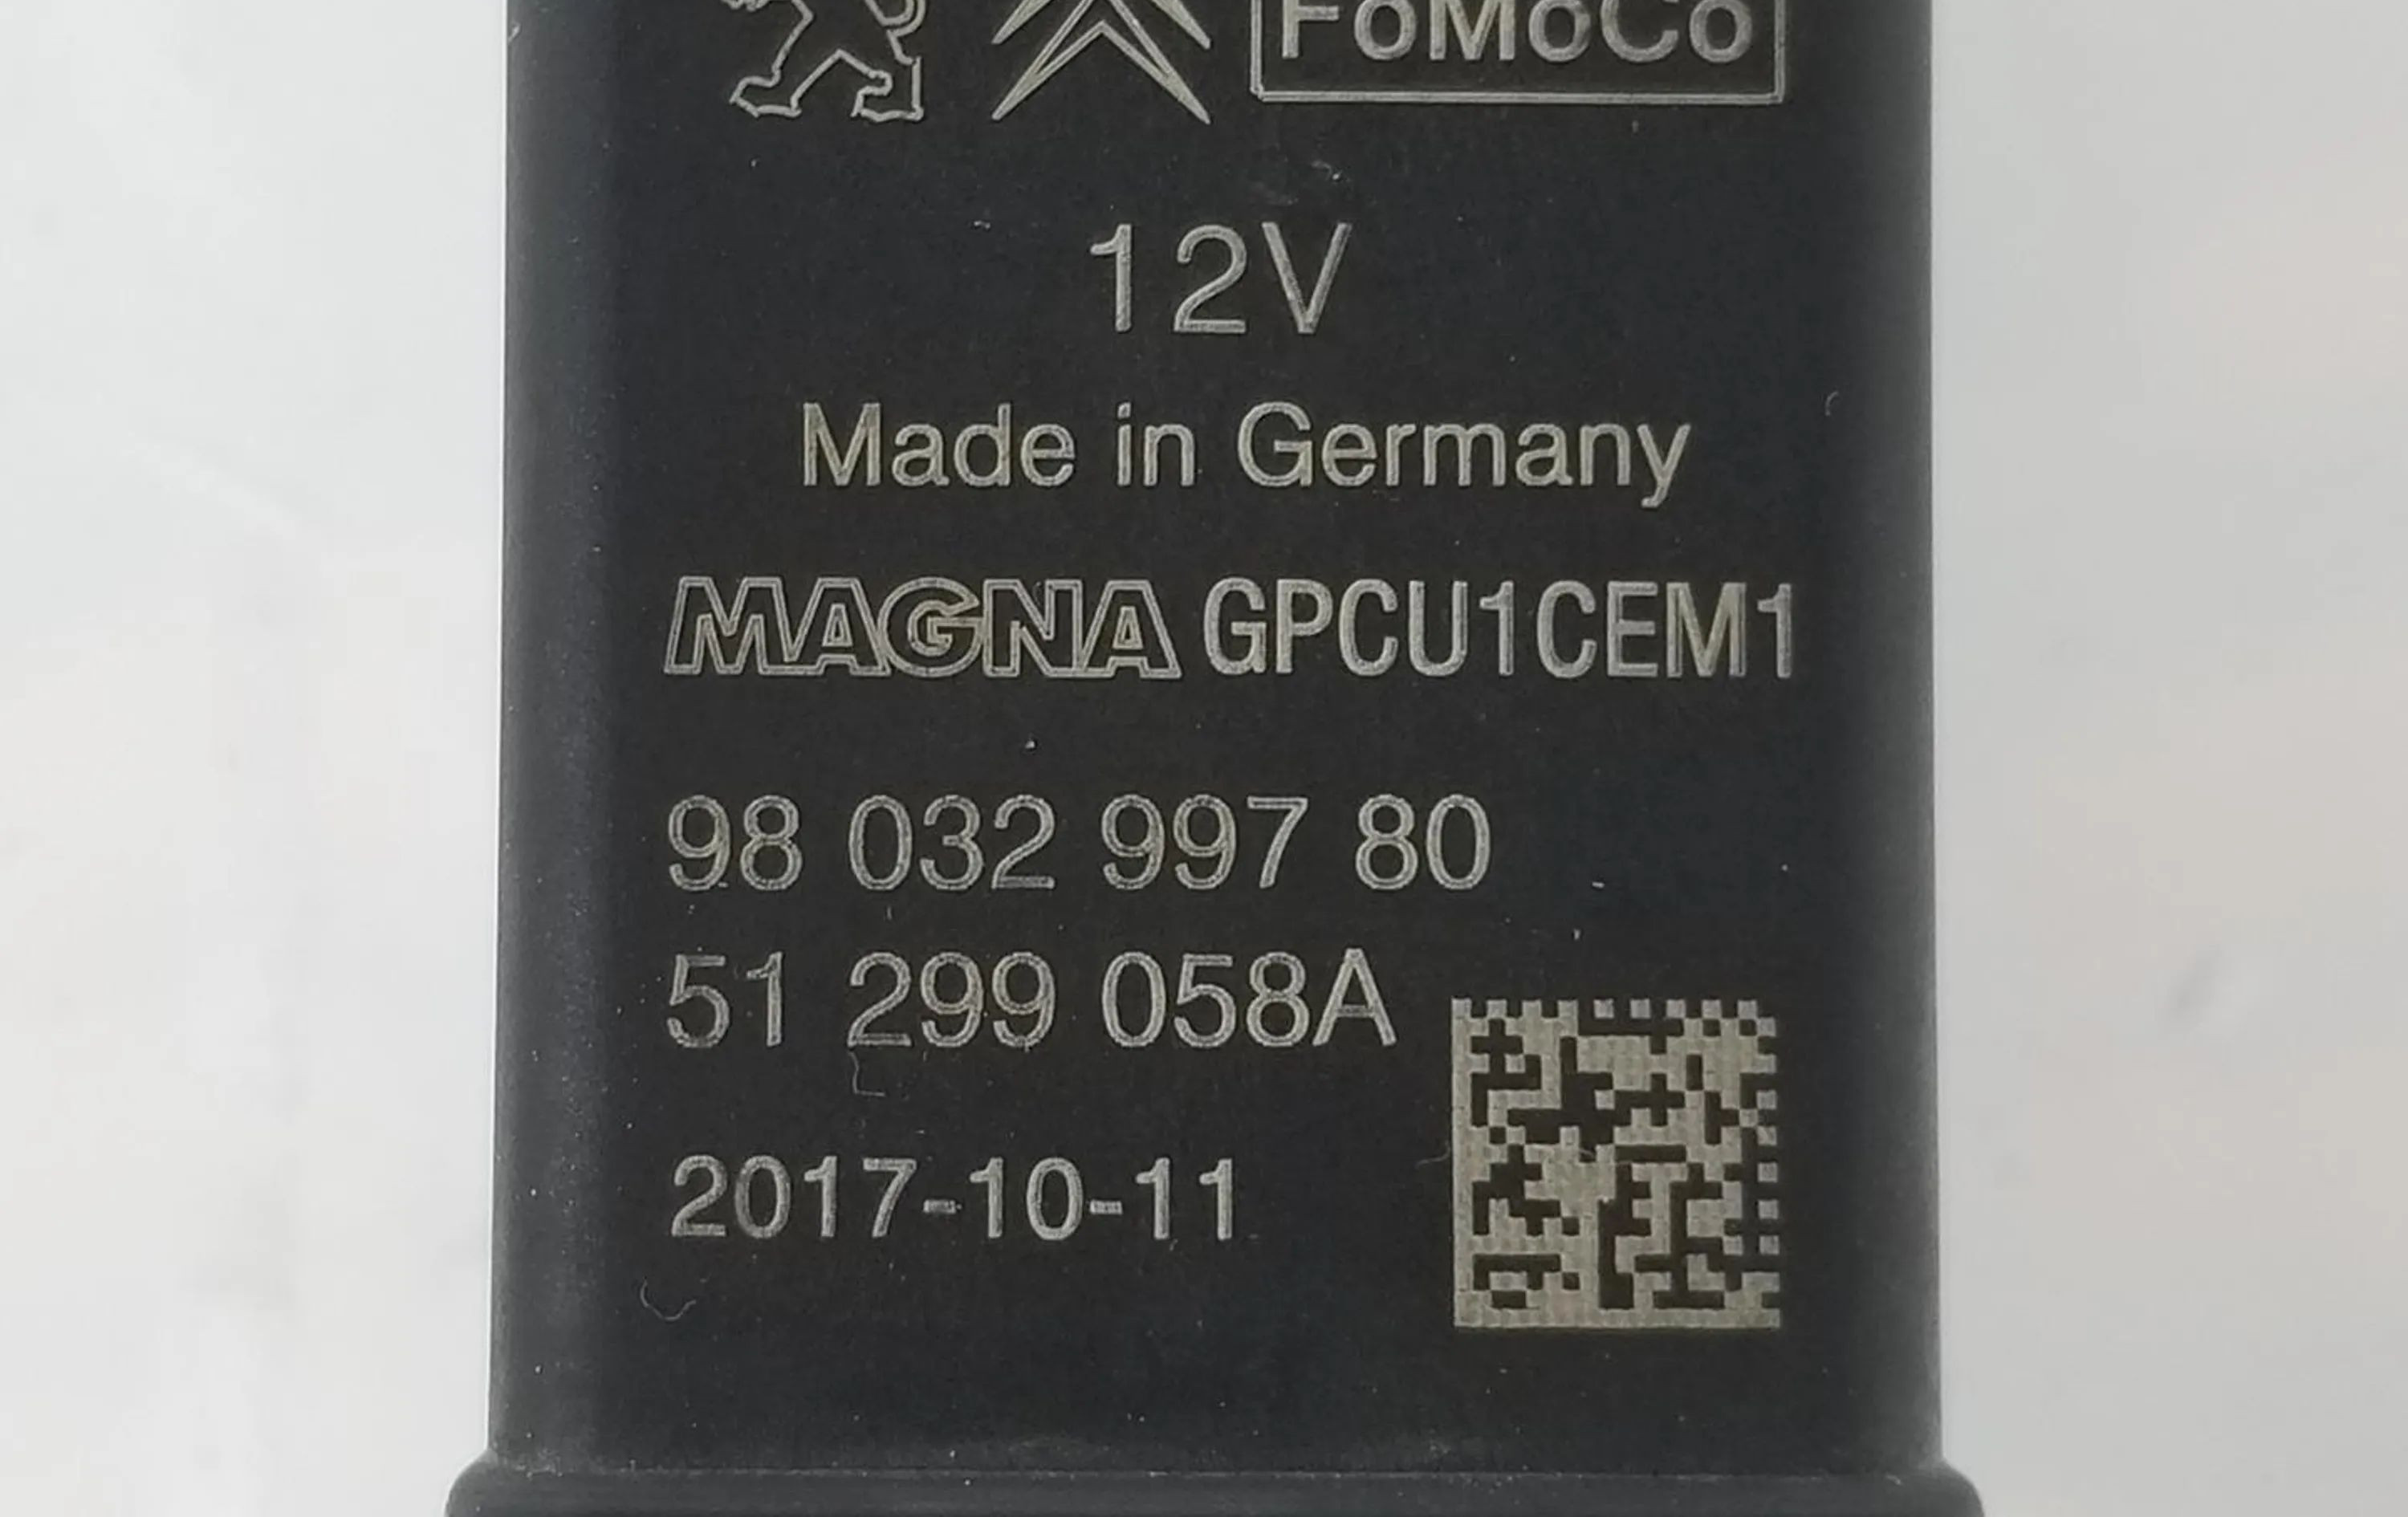 FoMoCo
12V
Made in Germany
MAGNA GPCU1CEM1
98 032 997 80
51 299 058A
2017-10-11